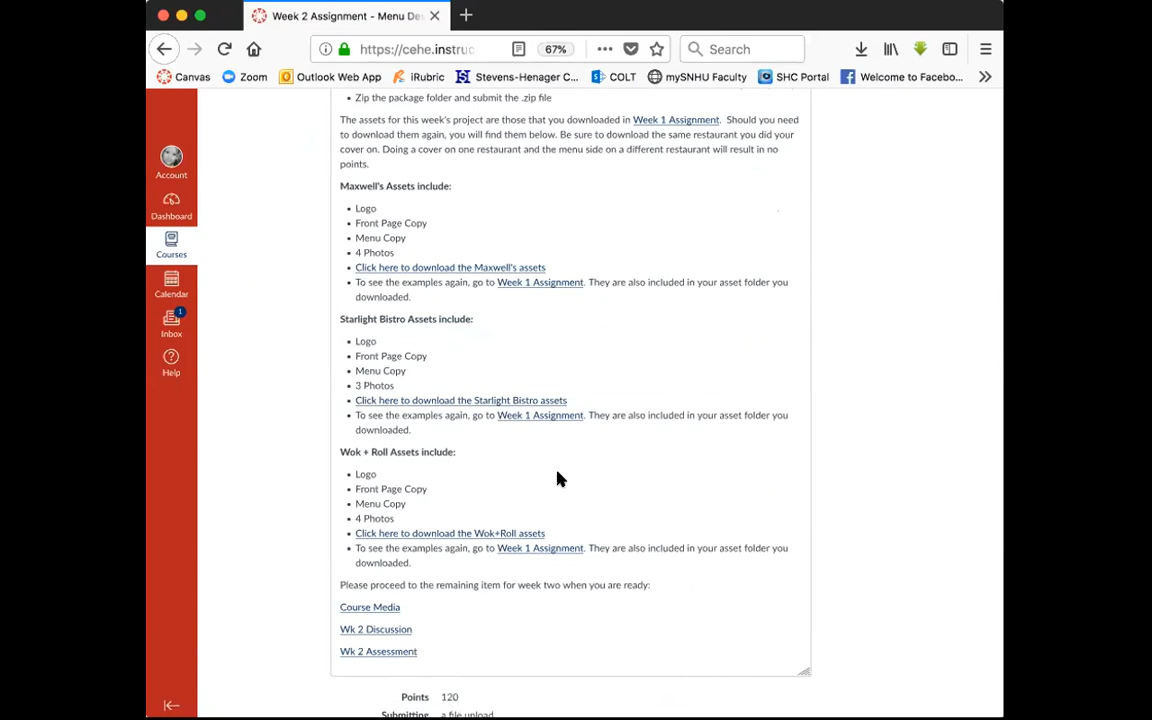 Week 2 Assignment - Menu De
https://cehe.instruc
67%
Search
Canvas
Zoom
Outlook Web App
iRubric
Stevens-Henager C...
COLT
mySNHU Faculty
SHC Portal
Welcome to Facebo...
Account
Dashboard
Courses
Calendar
1
Inbox
Help
• Zip the package folder and submit the .zip file
The assets for this week's project are those that you downloaded in Week 1 Assignment. Should you need
to download them again, you will find them below. Be sure to download the same restaurant you did your
cover on. Doing a cover on one restaurant and the menu side on a different restaurant will result in no
points.
Maxwell's Assets include:
• Logo
• Front Page Copy
• Menu Copy
• 4 Photos
• Click here to download the Maxwell's assets
• To see the examples again, go to Week 1 Assignment. They are also included in your asset folder you
downloaded.
Starlight Bistro Assets include:
• Logo
• Front Page Copy
• Menu Copy
• 3 Photos
• Click here to download the Starlight Bistro assets
• To see the examples again, go to Week 1 Assignment. They are also included in your asset folder you
downloaded.
Wok + Roll Assets include:
• Logo
• Front Page Copy
• Menu Copy
• 4 Photos
• Click here to download the Wok+Roll assets
• To see the examples again, go to Week 1 Assignment. They are also included in your asset folder you
downloaded.
Please proceed to the remaining item for week two when you are ready:
Course Media
Wk 2 Discussion
Wk 2 Assessment
Points 120
Submitting a file upload